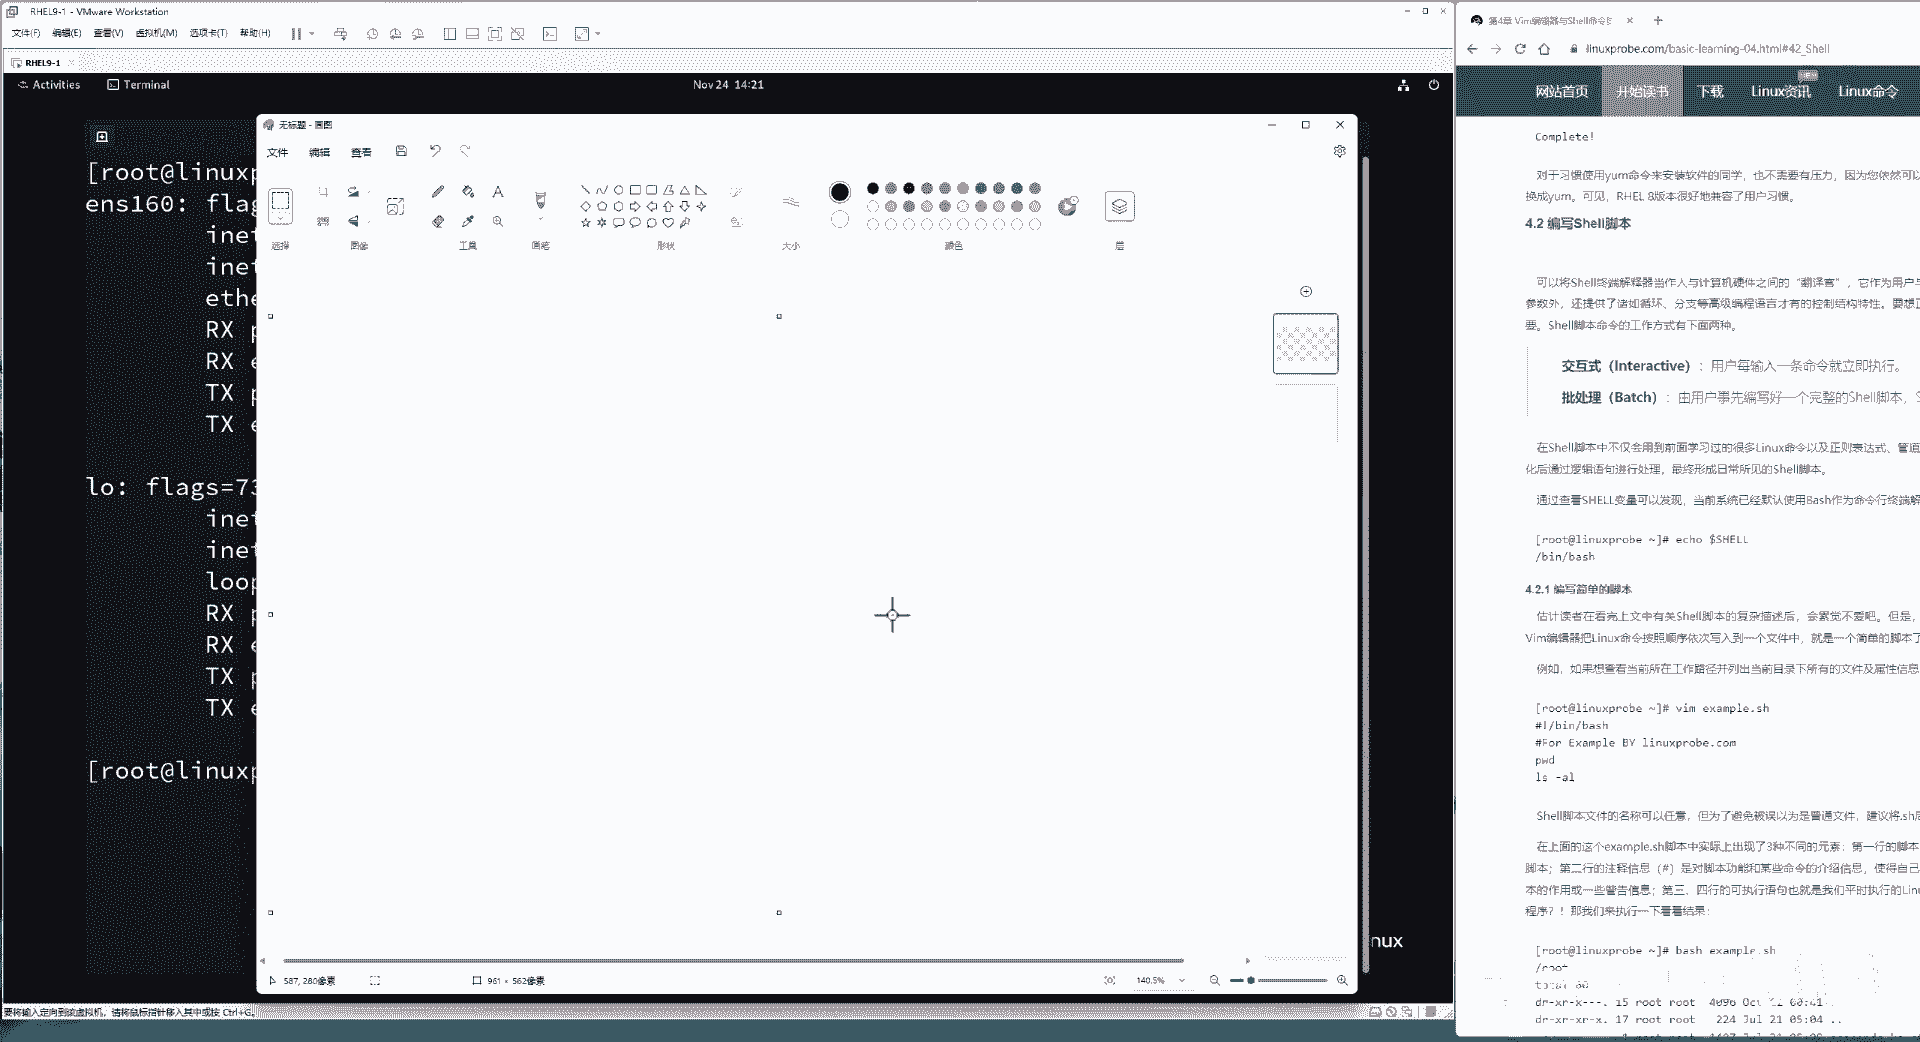 RHEL9-1 - VMware Workstation
文件(F) 编辑(E) 查看(V) 虚拟机(M) 选项卡(T) 帮助(H)
RHEL9-1
Activities Terminal Nov 24 14:21
[root@linuxp
ens160: flag
inet
inet
ethe
RX p
RX e
TX p
TX e
lo: flags=73
inet
inet
loop
RX p
RX e
TX p
TX e
[root@linuxp
nux
无标题 - 画图
文件 编辑 查看
选择 图像 工具 画笔 形状 大小 颜色 层
587, 280像素
961 × 562像素
140.5%
要将输入定向到该虚拟机，请将鼠标指针移入其中或按 Ctrl+G。
第4章 Vim编辑器与Shell命令
linuxprobe.com/basic-learning-04.html#42_Shell
网站首页 开始读书 下载 Linux资讯 Linux命令
NEW
Complete!
对于习惯使用yum命令来安装软件的同学，也不需要有压力，因为您依然可以
换成yum。可见，RHEL 8版本很好地兼容了用户习惯。
4.2 编写Shell脚本
可以将Shell终端解释器当作人与计算机硬件之间的“翻译官”，它作为用户与
参数外，还提供了诸如循环、分支等高级编程语言才有的控制结构特性。要想正
要。Shell脚本命令的工作方式有下面两种。
交互式（Interactive）：用户每输入一条命令就立即执行。
批处理（Batch）：由用户事先编写好一个完整的Shell脚本，S
在Shell脚本中不仅会用到前面学习过的很多Linux命令以及正则表达式、管道
化后通过逻辑语句进行处理，最终形成日常所见的Shell脚本。
通过查看SHELL变量可以发现，当前系统已经默认使用Bash作为命令行终端解
[root@linuxprobe ~]# echo $SHELL
/bin/bash
4.2.1 编写简单的脚本
估计读者在看完上文中有关Shell脚本的复杂描述后，会累觉不爱吧。但是，
Vim编辑器把Linux命令按照顺序依次写入到一个文件中，就是一个简单的脚本了
例如，如果想查看当前所在工作路径并列出当前目录下所有的文件及属性信息
[root@linuxprobe ~]# vim example.sh
#!/bin/bash
#For Example BY linuxprobe.com
pwd
ls -al
Shell脚本文件的名称可以任意，但为了避免被误以为是普通文件，建议将.sh后
在上面的这个example.sh脚本中实际上出现了3种不同的元素：第一行的脚本
脚本；第二行的注释信息（#）是对脚本功能和某些命令的介绍信息，使得自己
本的作用或一些警告信息；第三、四行的可执行语句也就是我们平时执行的Linu
程序？！那我们来执行一下看看结果：
[root@linuxprobe ~]# bash example.sh
/root
total 60
dr-xr-x---. 15 root root 4096 Oct 12 00:41 .
dr-xr-xr-x. 17 root root 224 Jul 21 05:04 ..